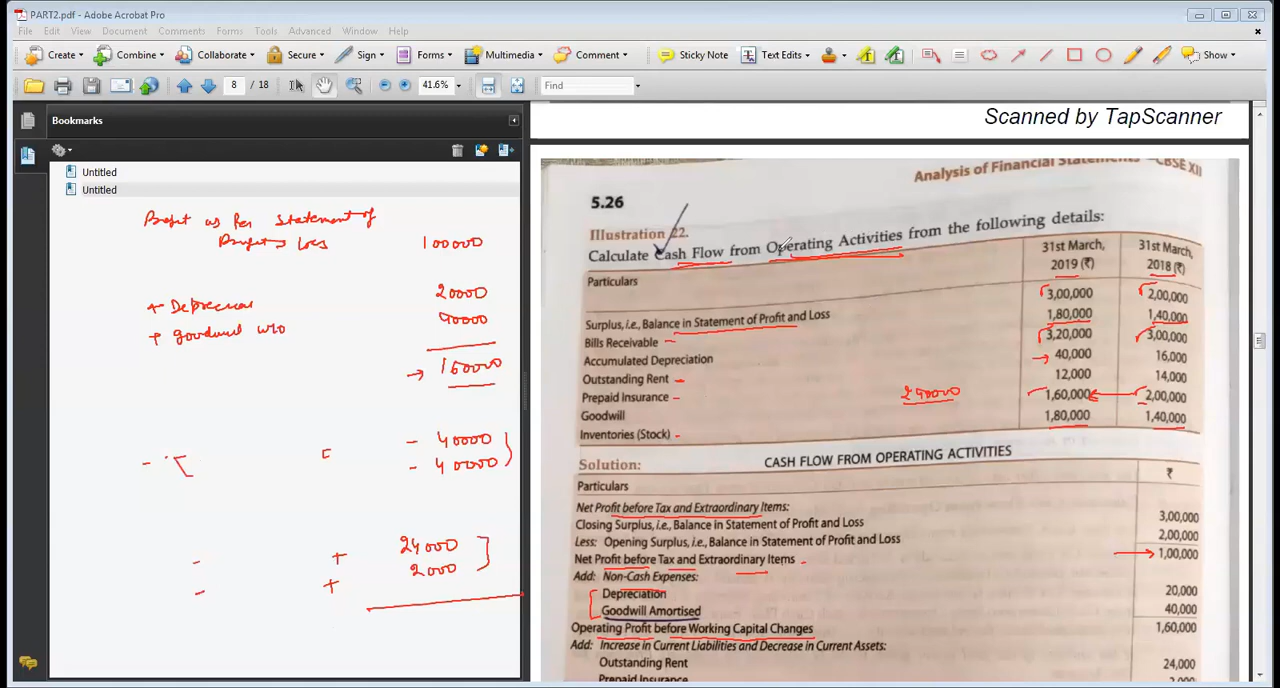 PART2.pdf - Adobe Acrobat Pro
File Edit View Document Comments Forms Tools Advanced Window Help
Create Combine Collaborate Secure Sign Forms Multimedia Comment Sticky Note Text Edits Show
8 / 18 41.6% Find
Bookmarks
Untitled
Untitled
Profit as Per Statement of
Profit & Loss 100000
+ Depreciation 20000
+ goodwill w/o 40000
→ 160000
- 40000
- 40000
- + 24000
- + 2000
Scanned by TapScanner
Analysis of Financial Statements —CBSE XII
5.26
Illustration 22.
Calculate Cash Flow from Operating Activities from the following details:
Particulars 31st March, 2019 (₹) 31st March, 2018 (₹)
Surplus, i.e., Balance in Statement of Profit and Loss 3,00,000 2,00,000
Bills Receivable 1,80,000 1,40,000
Accumulated Depreciation 3,20,000 3,00,000
Outstanding Rent 40,000 16,000
Prepaid Insurance 12,000 14,000
Goodwill 1,60,000 2,00,000
240000
Inventories (Stock) 1,80,000 1,40,000
Solution: CASH FLOW FROM OPERATING ACTIVITIES
Particulars ₹
Net Profit before Tax and Extraordinary Items:
Closing Surplus, i.e., Balance in Statement of Profit and Loss 3,00,000
Less: Opening Surplus, i.e., Balance in Statement of Profit and Loss 2,00,000
Net Profit before Tax and Extraordinary Items 1,00,000
Add: Non-Cash Expenses:
Depreciation 20,000
Goodwill Amortised 40,000
Operating Profit before Working Capital Changes 1,60,000
Add: Increase in Current Liabilities and Decrease in Current Assets:
Outstanding Rent 24,000
Prepaid Insurance